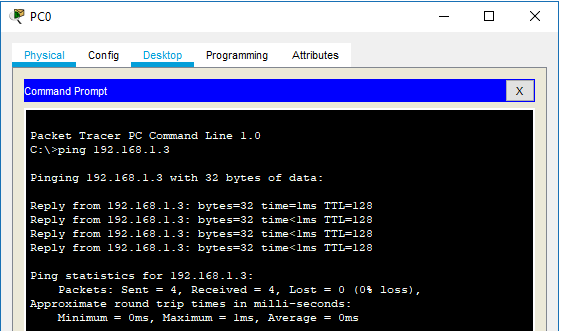 PC0
Physical Config Desktop Programming Attributes
Command Prompt
X
Packet Tracer PC Command Line 1.0
C:\>ping 192.168.1.3
Pinging 192.168.1.3 with 32 bytes of data:
Reply from 192.168.1.3: bytes=32 time=1ms TTL=128
Reply from 192.168.1.3: bytes=32 time<1ms TTL=128
Reply from 192.168.1.3: bytes=32 time<1ms TTL=128
Reply from 192.168.1.3: bytes=32 time<1ms TTL=128
Ping statistics for 192.168.1.3:
Packets: Sent = 4, Received = 4, Lost = 0 (0% loss),
Approximate round trip times in milli-seconds:
Minimum = 0ms, Maximum = 1ms, Average = 0ms